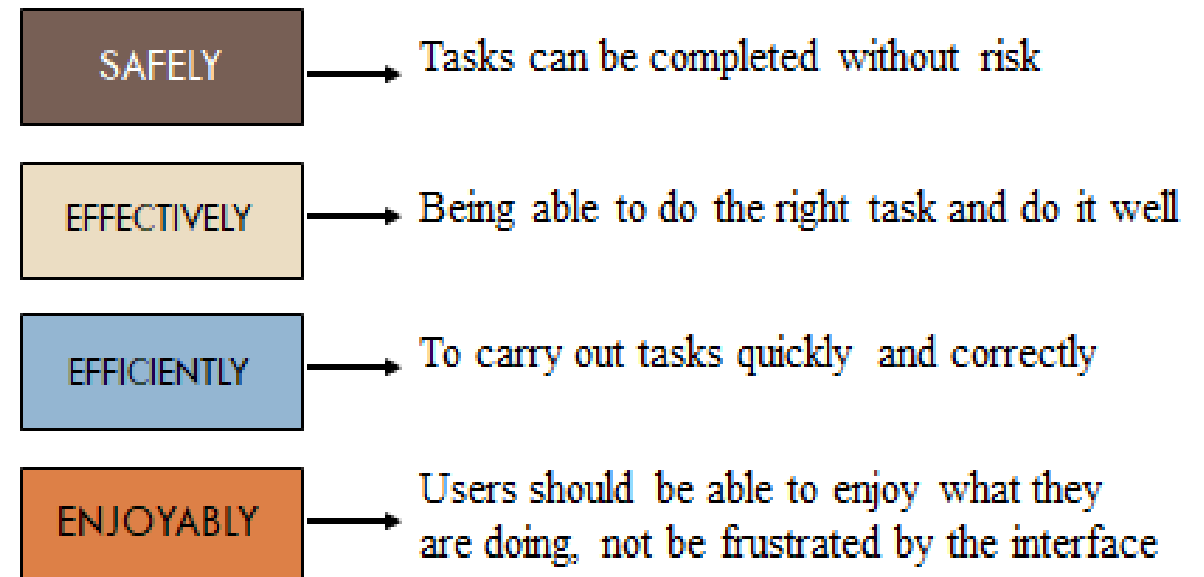 SAFELY
Tasks can be completed without risk
EFFECTIVELY
Being able to do the right task and do it well
EFFICIENTLY
To carry out tasks quickly and correctly
ENJOYABLY
Users should be able to enjoy what they
are doing, not be frustrated by the interface